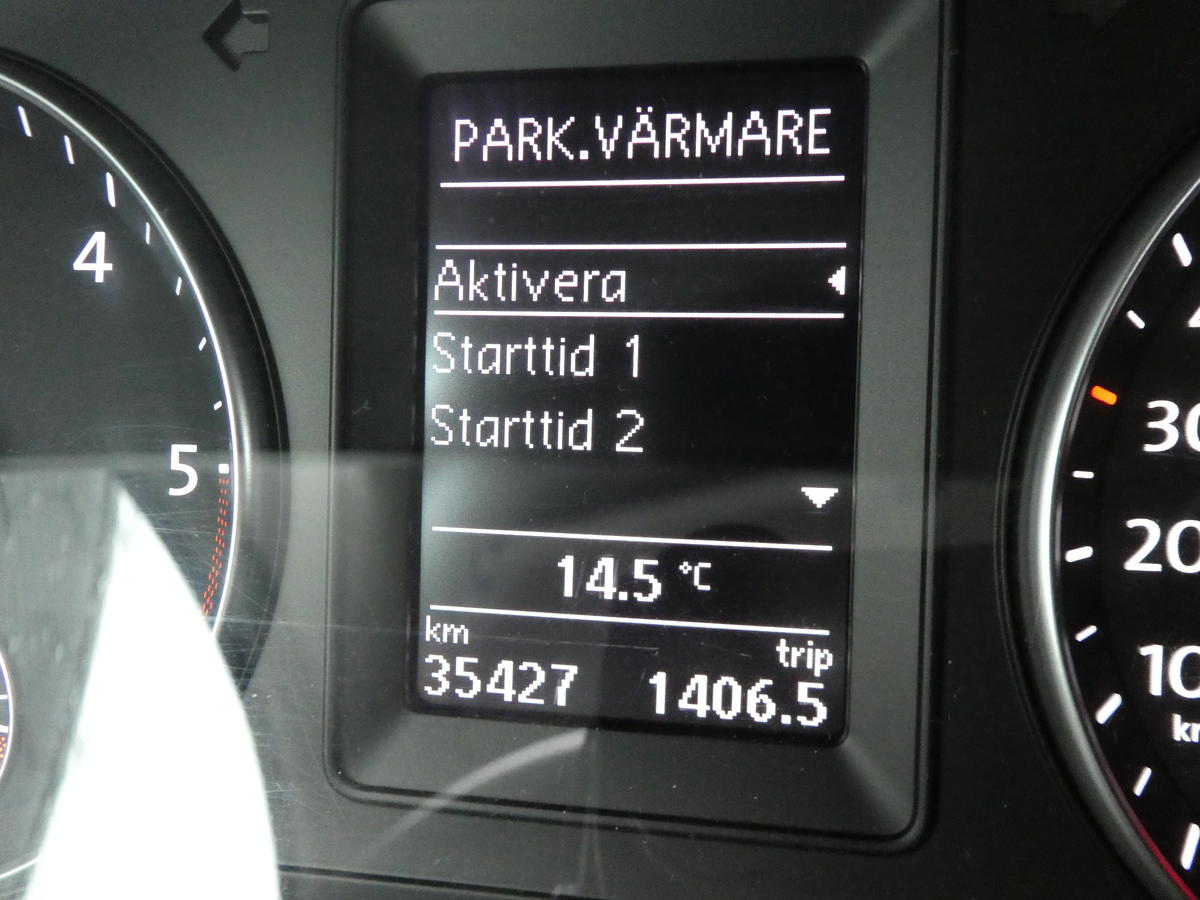 PARK.VÄRMARE
Aktivera
Starttid 1
Starttid 2
14.5 °C
km trip
35427 1406.5
4
5
30
20
10